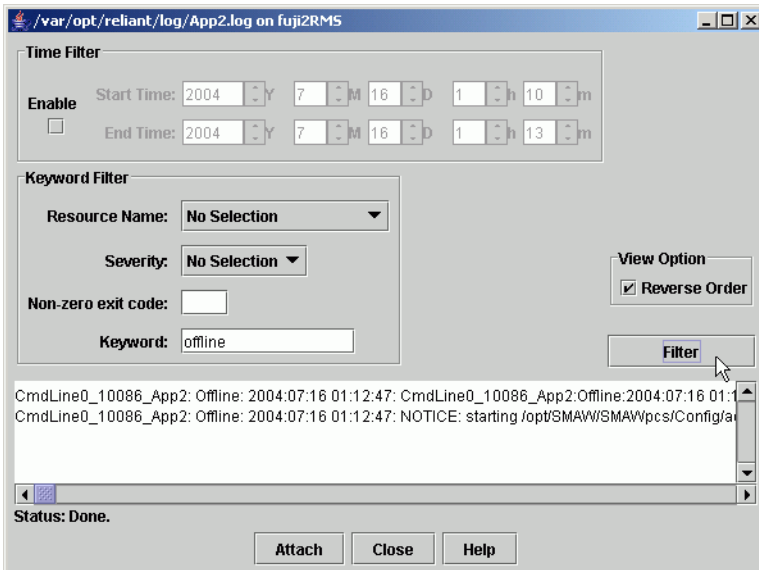 /var/opt/reliant/log/App2.log on fuji2RMS
Time Filter
Enable
Start Time: 2004 Y 7 M 16 D 1 h 10 m
End Time: 2004 Y 7 M 16 D 1 h 13 m
Keyword Filter
Resource Name: No Selection
Severity: No Selection
Non-zero exit code:
Keyword: offline
View Option
Reverse Order
Filter
CmdLine0_10086_App2: Offline: 2004:07:16 01:12:47: CmdLine0_10086_App2:Offline:2004:07:16 01:1
CmdLine0_10086_App2: Offline: 2004:07:16 01:12:47: NOTICE: starting /opt/SMAW/SMAWpcs/Config/a
Status: Done.
Attach Close Help